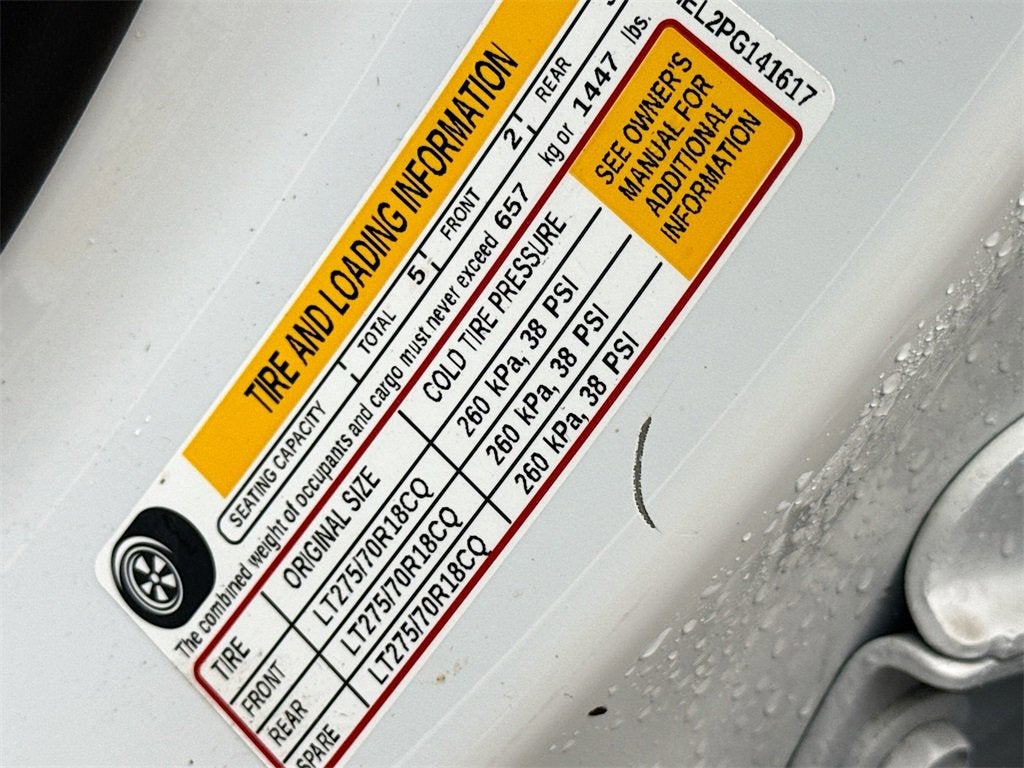 TIRE AND LOADING INFORMATION
SEATING CAPACITY TOTAL 5 FRONT 2 REAR
The combined weight of occupants and cargo must never exceed 657 kg or 1447 lbs.
TIRE ORIGINAL SIZE COLD TIRE PRESSURE
FRONT LT275/70R18CQ 260 kPa, 38 PSI
REAR LT275/70R18CQ 260 kPa, 38 PSI
SPARE LT275/70R18CQ 260 kPa, 38 PSI
SEE OWNER'S
MANUAL FOR
ADDITIONAL
INFORMATION
EL2PG141617